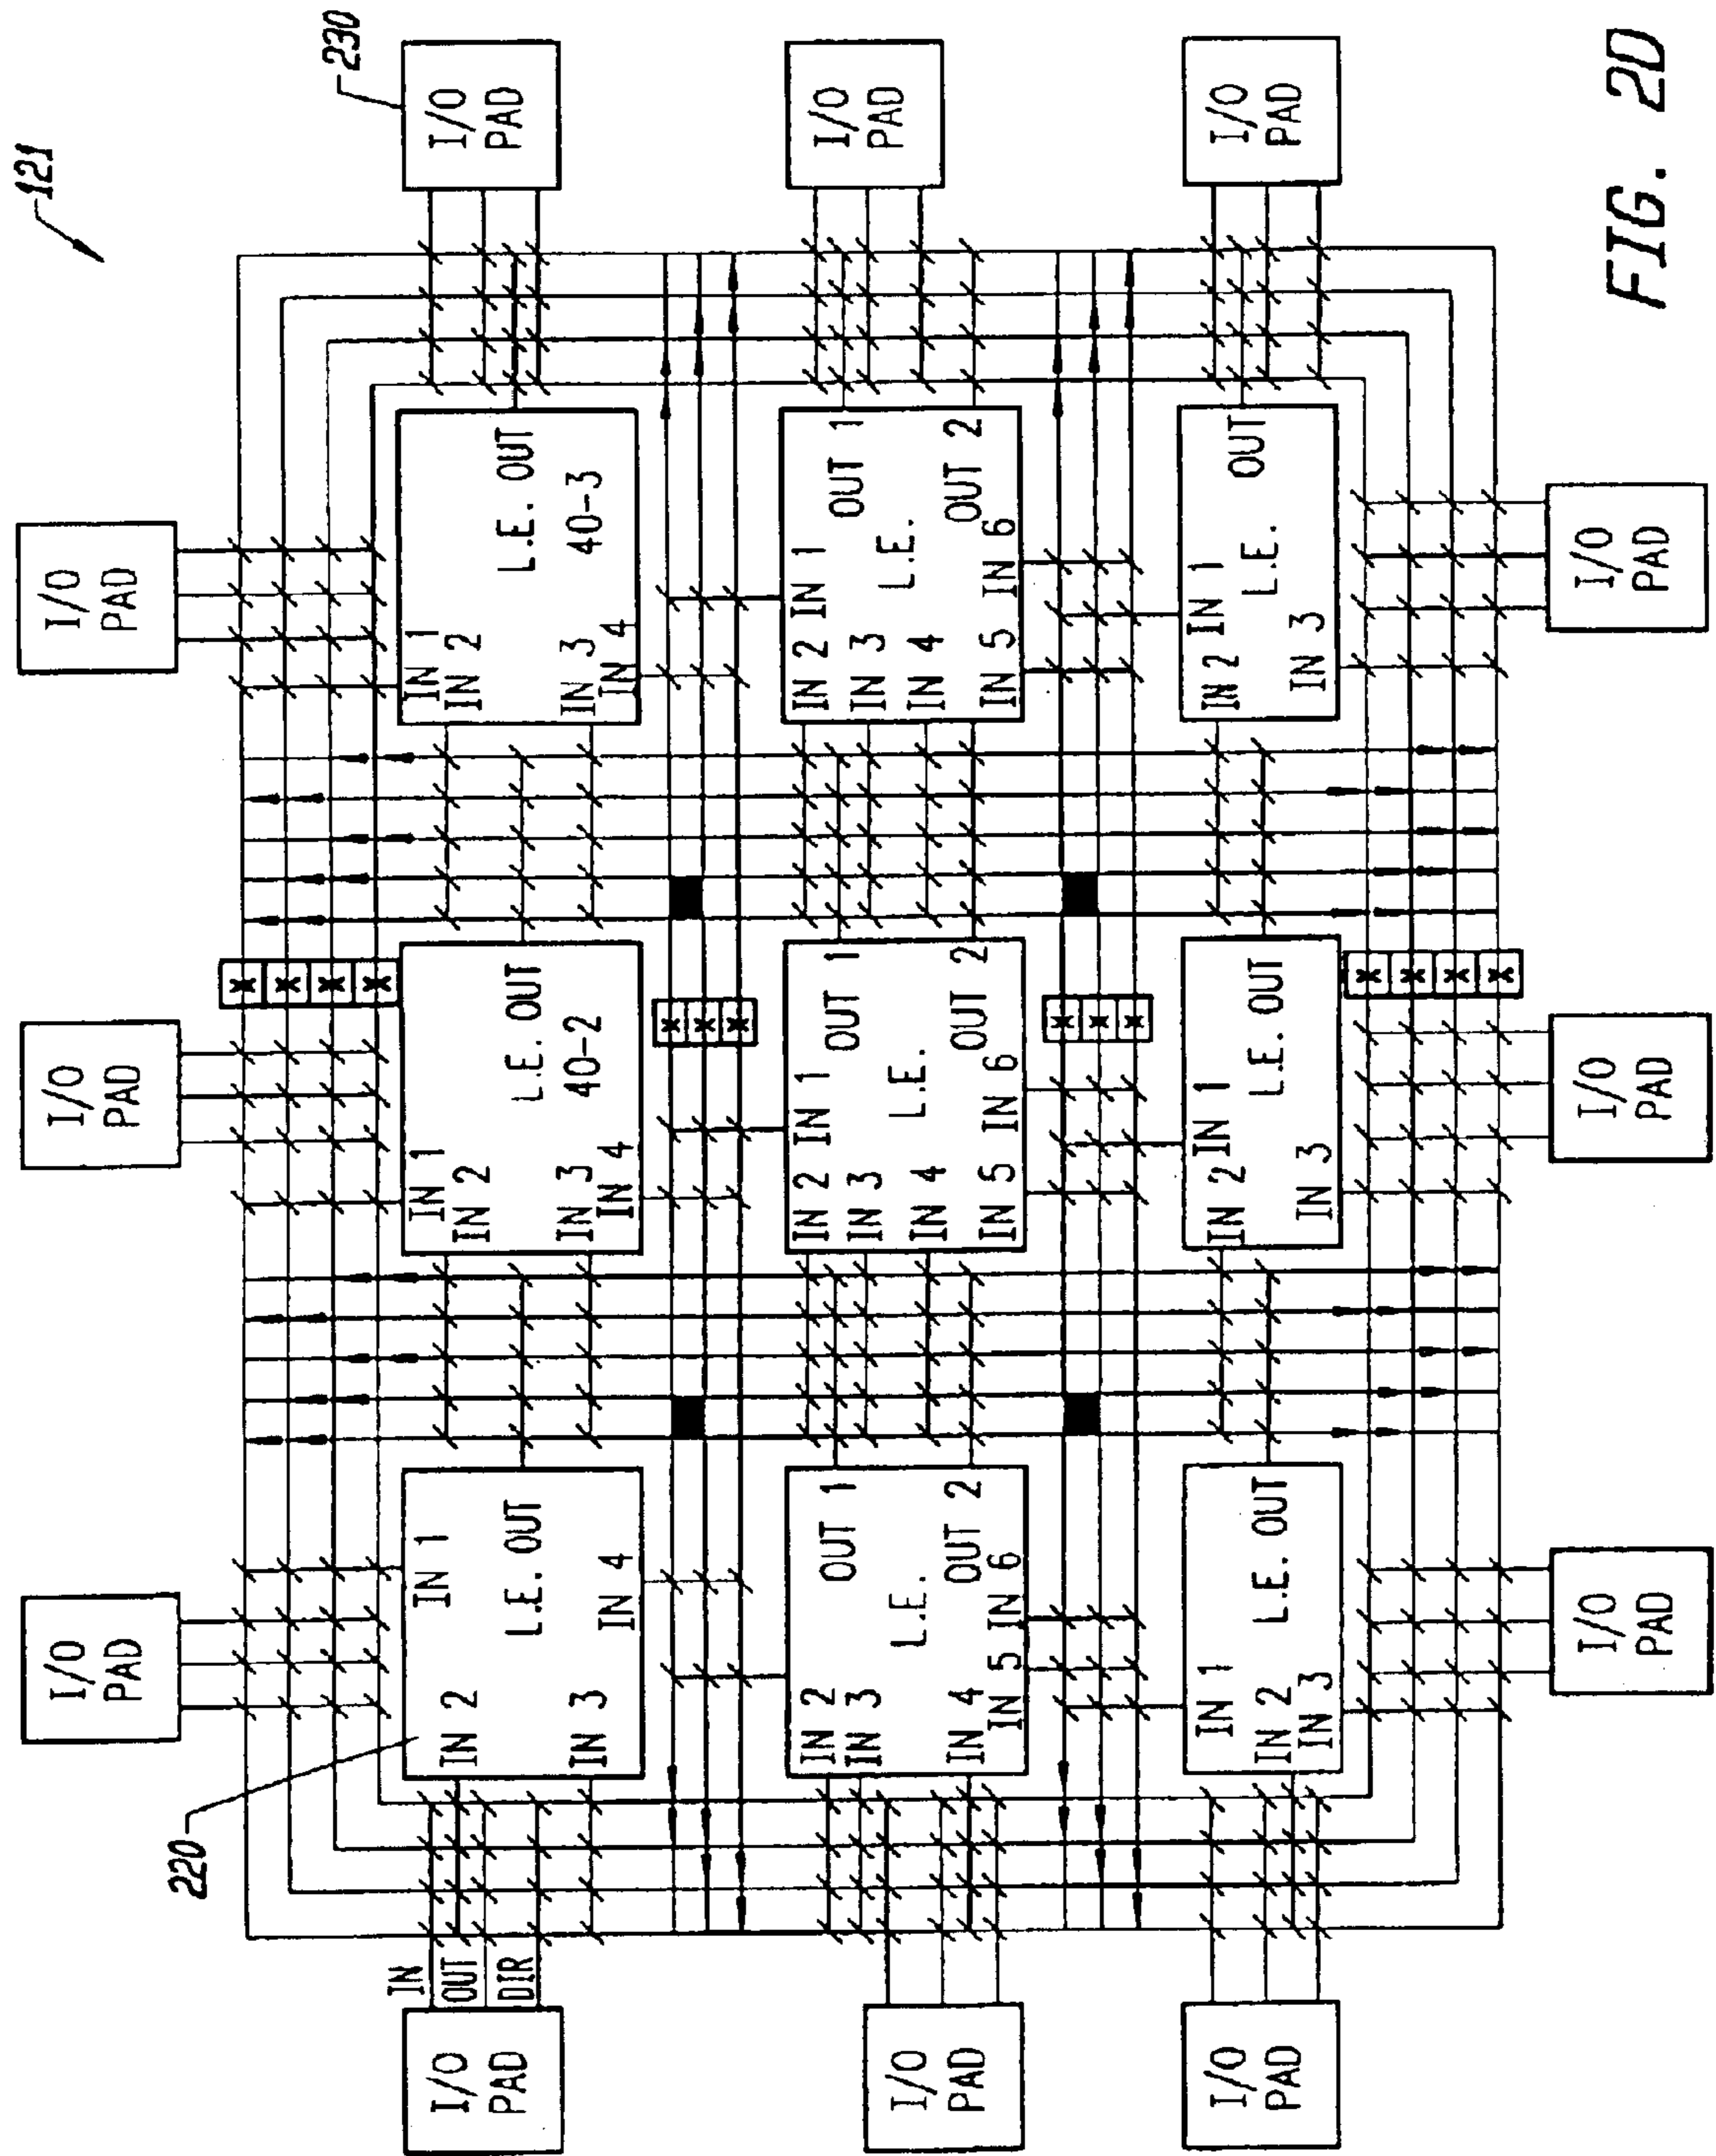 121
I/O
PAD
I/O
PAD
I/O
PAD
220
230
I/O
PAD
IN
OUT
DIR
IN 1
IN 2
L.E. OUT
IN 3
IN 4
IN 1
IN 2
L.E. OUT
40-2
IN 3
IN 4
IN 1
IN 2
L.E. OUT
40-3
IN 3
IN 4
I/O
PAD
X
X
X
X
X
X
X
I/O
PAD
IN 2
IN 3
OUT 1
L.E.
IN 4
OUT 2
IN 5
IN 6
IN 2
IN 1
IN 3
OUT 1
L.E.
IN 4
OUT 2
IN 5
IN 6
IN 2
IN 1
IN 3
OUT 1
L.E.
IN 4
OUT 2
IN 5
IN 6
I/O
PAD
X
X
X
I/O
PAD
IN 1
L.E. OUT
IN 2
IN 3
IN 2
IN 1
L.E. OUT
IN 3
IN 2
IN 1
L.E. OUT
IN 3
I/O
PAD
X
X
X
X
I/O
PAD
I/O
PAD
I/O
PAD
FIG. 2D